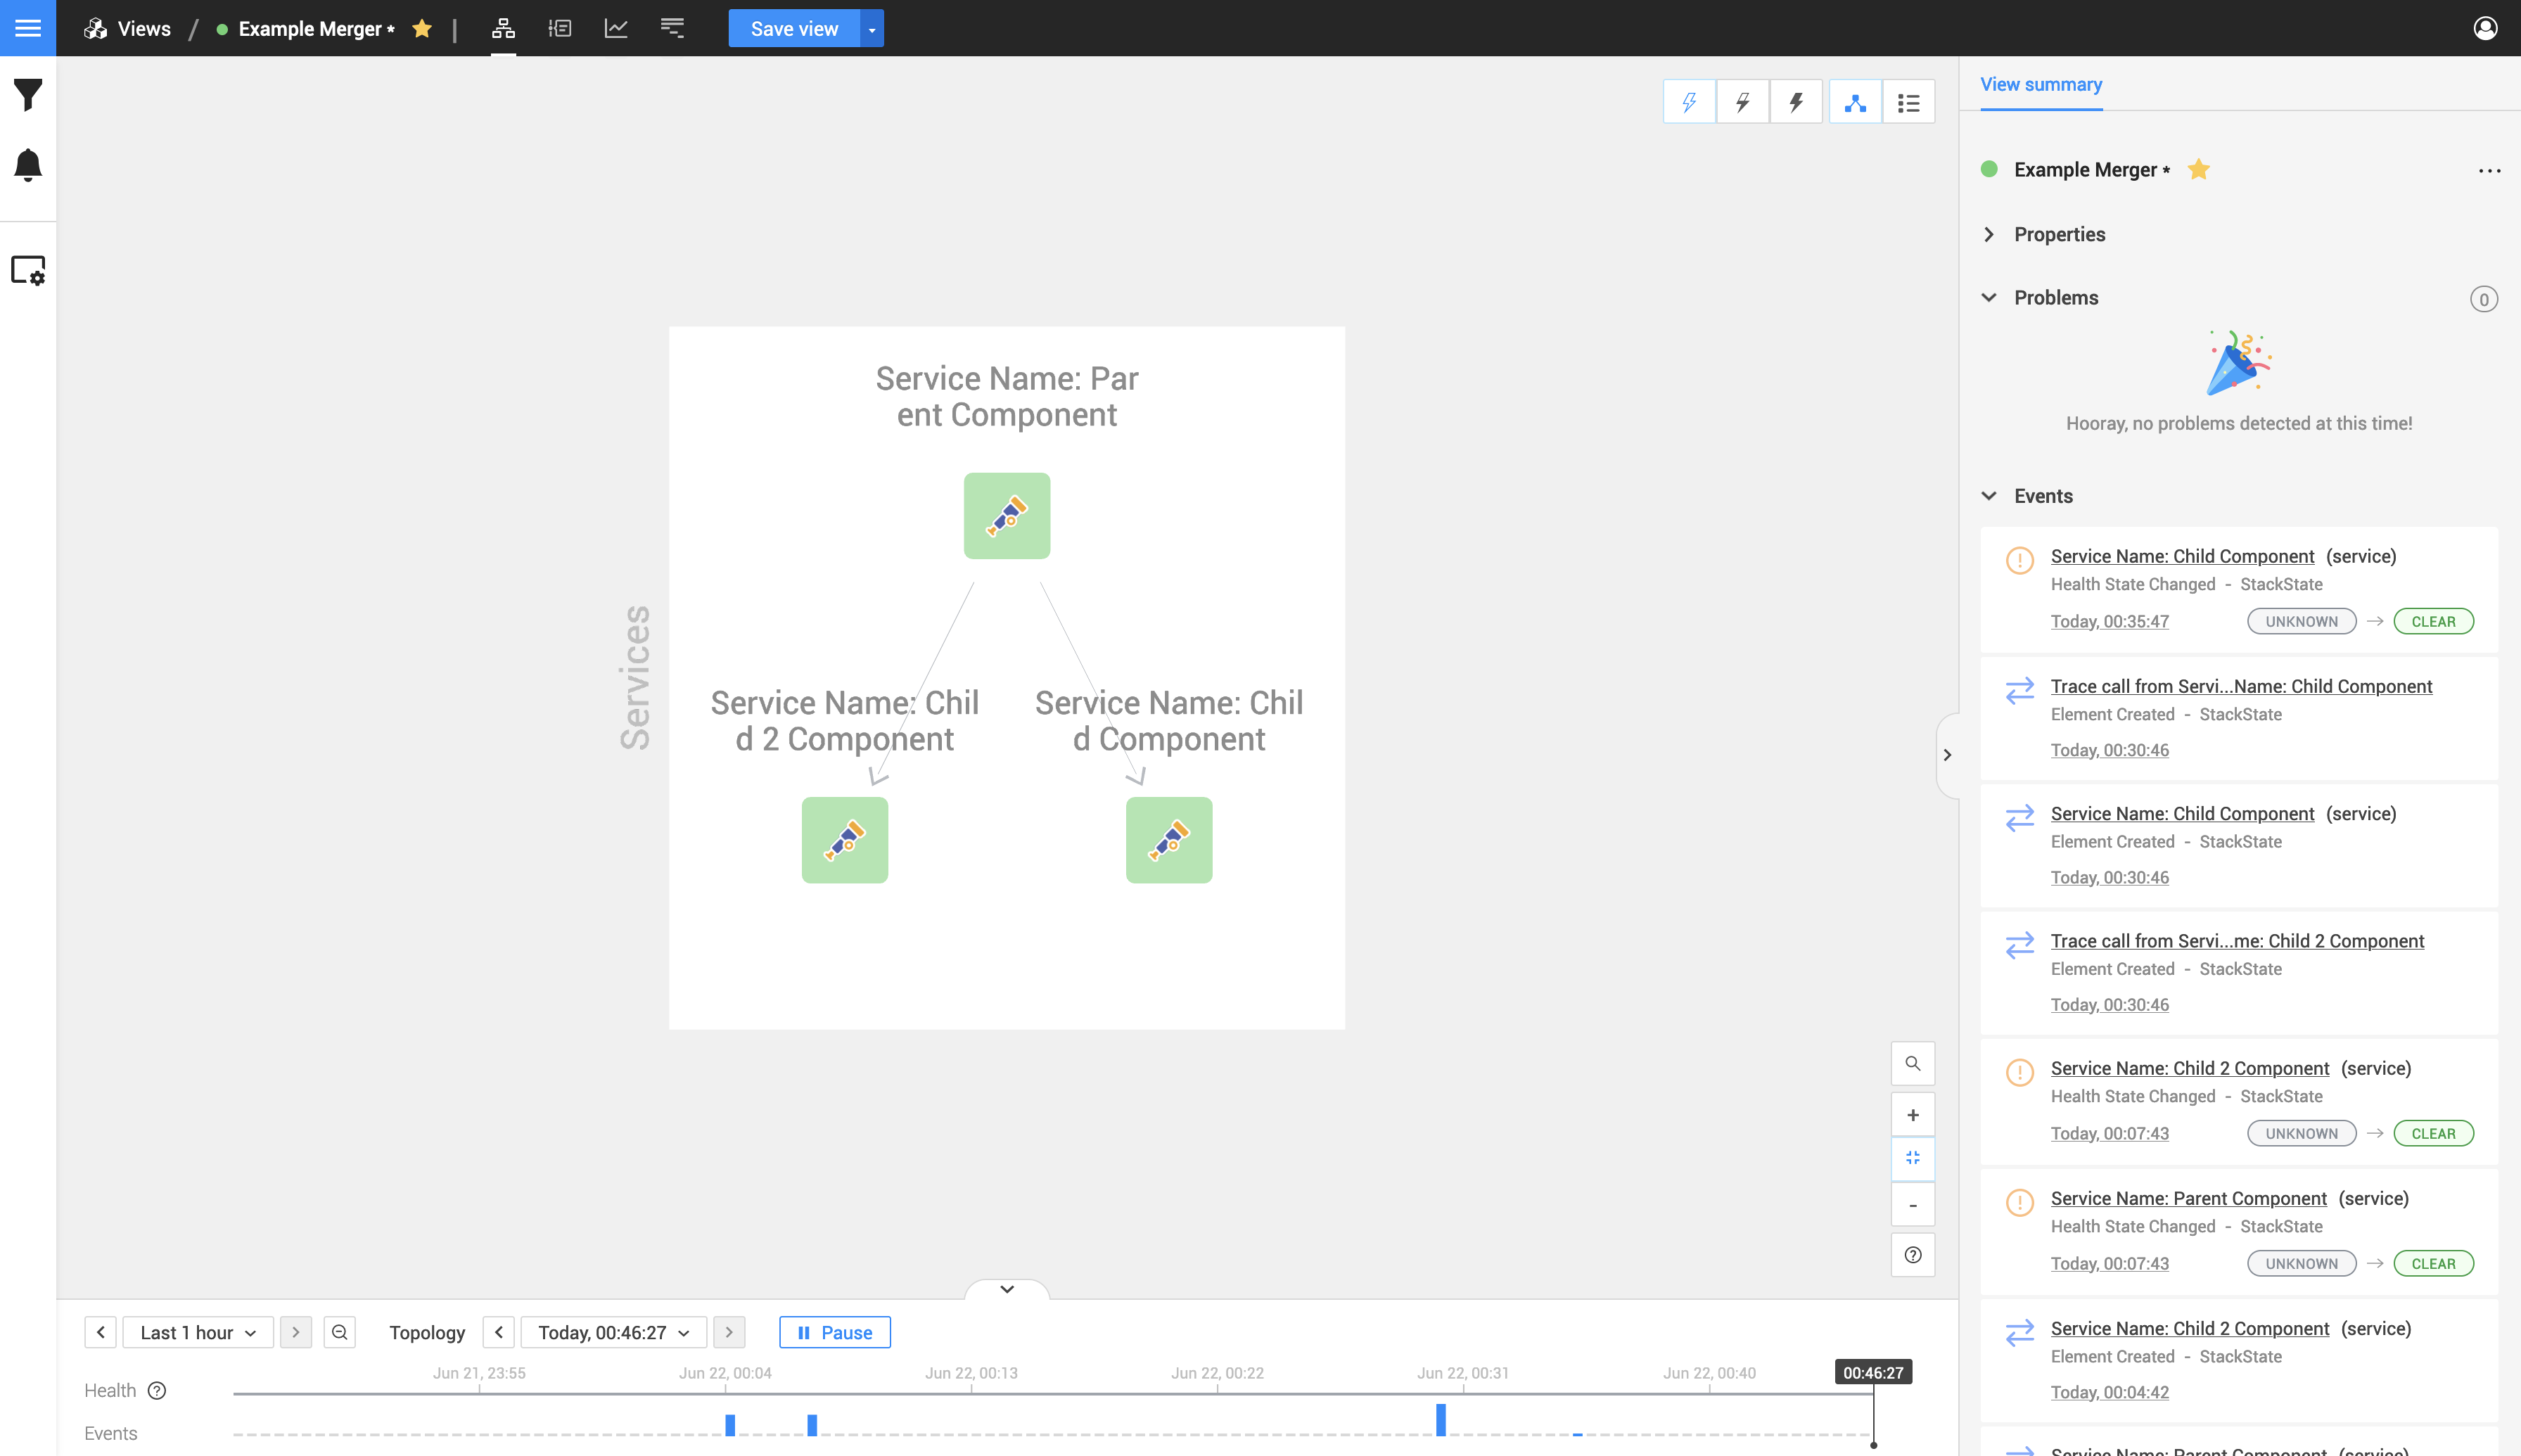 Views / Example Merger * | Save view
View summary
Example Merger *
Properties
Problems 0
Hooray, no problems detected at this time!
Events
Service Name: Child Component (service)
Health State Changed - StackState
Today, 00:35:47 UNKNOWN → CLEAR
Trace call from Servi...Name: Child Component
Element Created - StackState
Today, 00:30:46
Service Name: Child Component (service)
Element Created - StackState
Today, 00:30:46
Trace call from Servi...me: Child 2 Component
Element Created - StackState
Today, 00:30:46
Service Name: Child 2 Component (service)
Health State Changed - StackState
Today, 00:07:43 UNKNOWN → CLEAR
Service Name: Parent Component (service)
Health State Changed - StackState
Today, 00:07:43 UNKNOWN → CLEAR
Service Name: Child 2 Component (service)
Element Created - StackState
Today, 00:04:42
Service Name: Parent Component (service)
Services
Service Name: Par
ent Component
Service Name: Chil
d 2 Component
Service Name: Chil
d Component
+
-
?
Last 1 hour Topology Today, 00:46:27 Pause
Jun 21, 23:55 Jun 22, 00:04 Jun 22, 00:13 Jun 22, 00:22 Jun 22, 00:31 Jun 22, 00:40 00:46:27
Health ?
Events